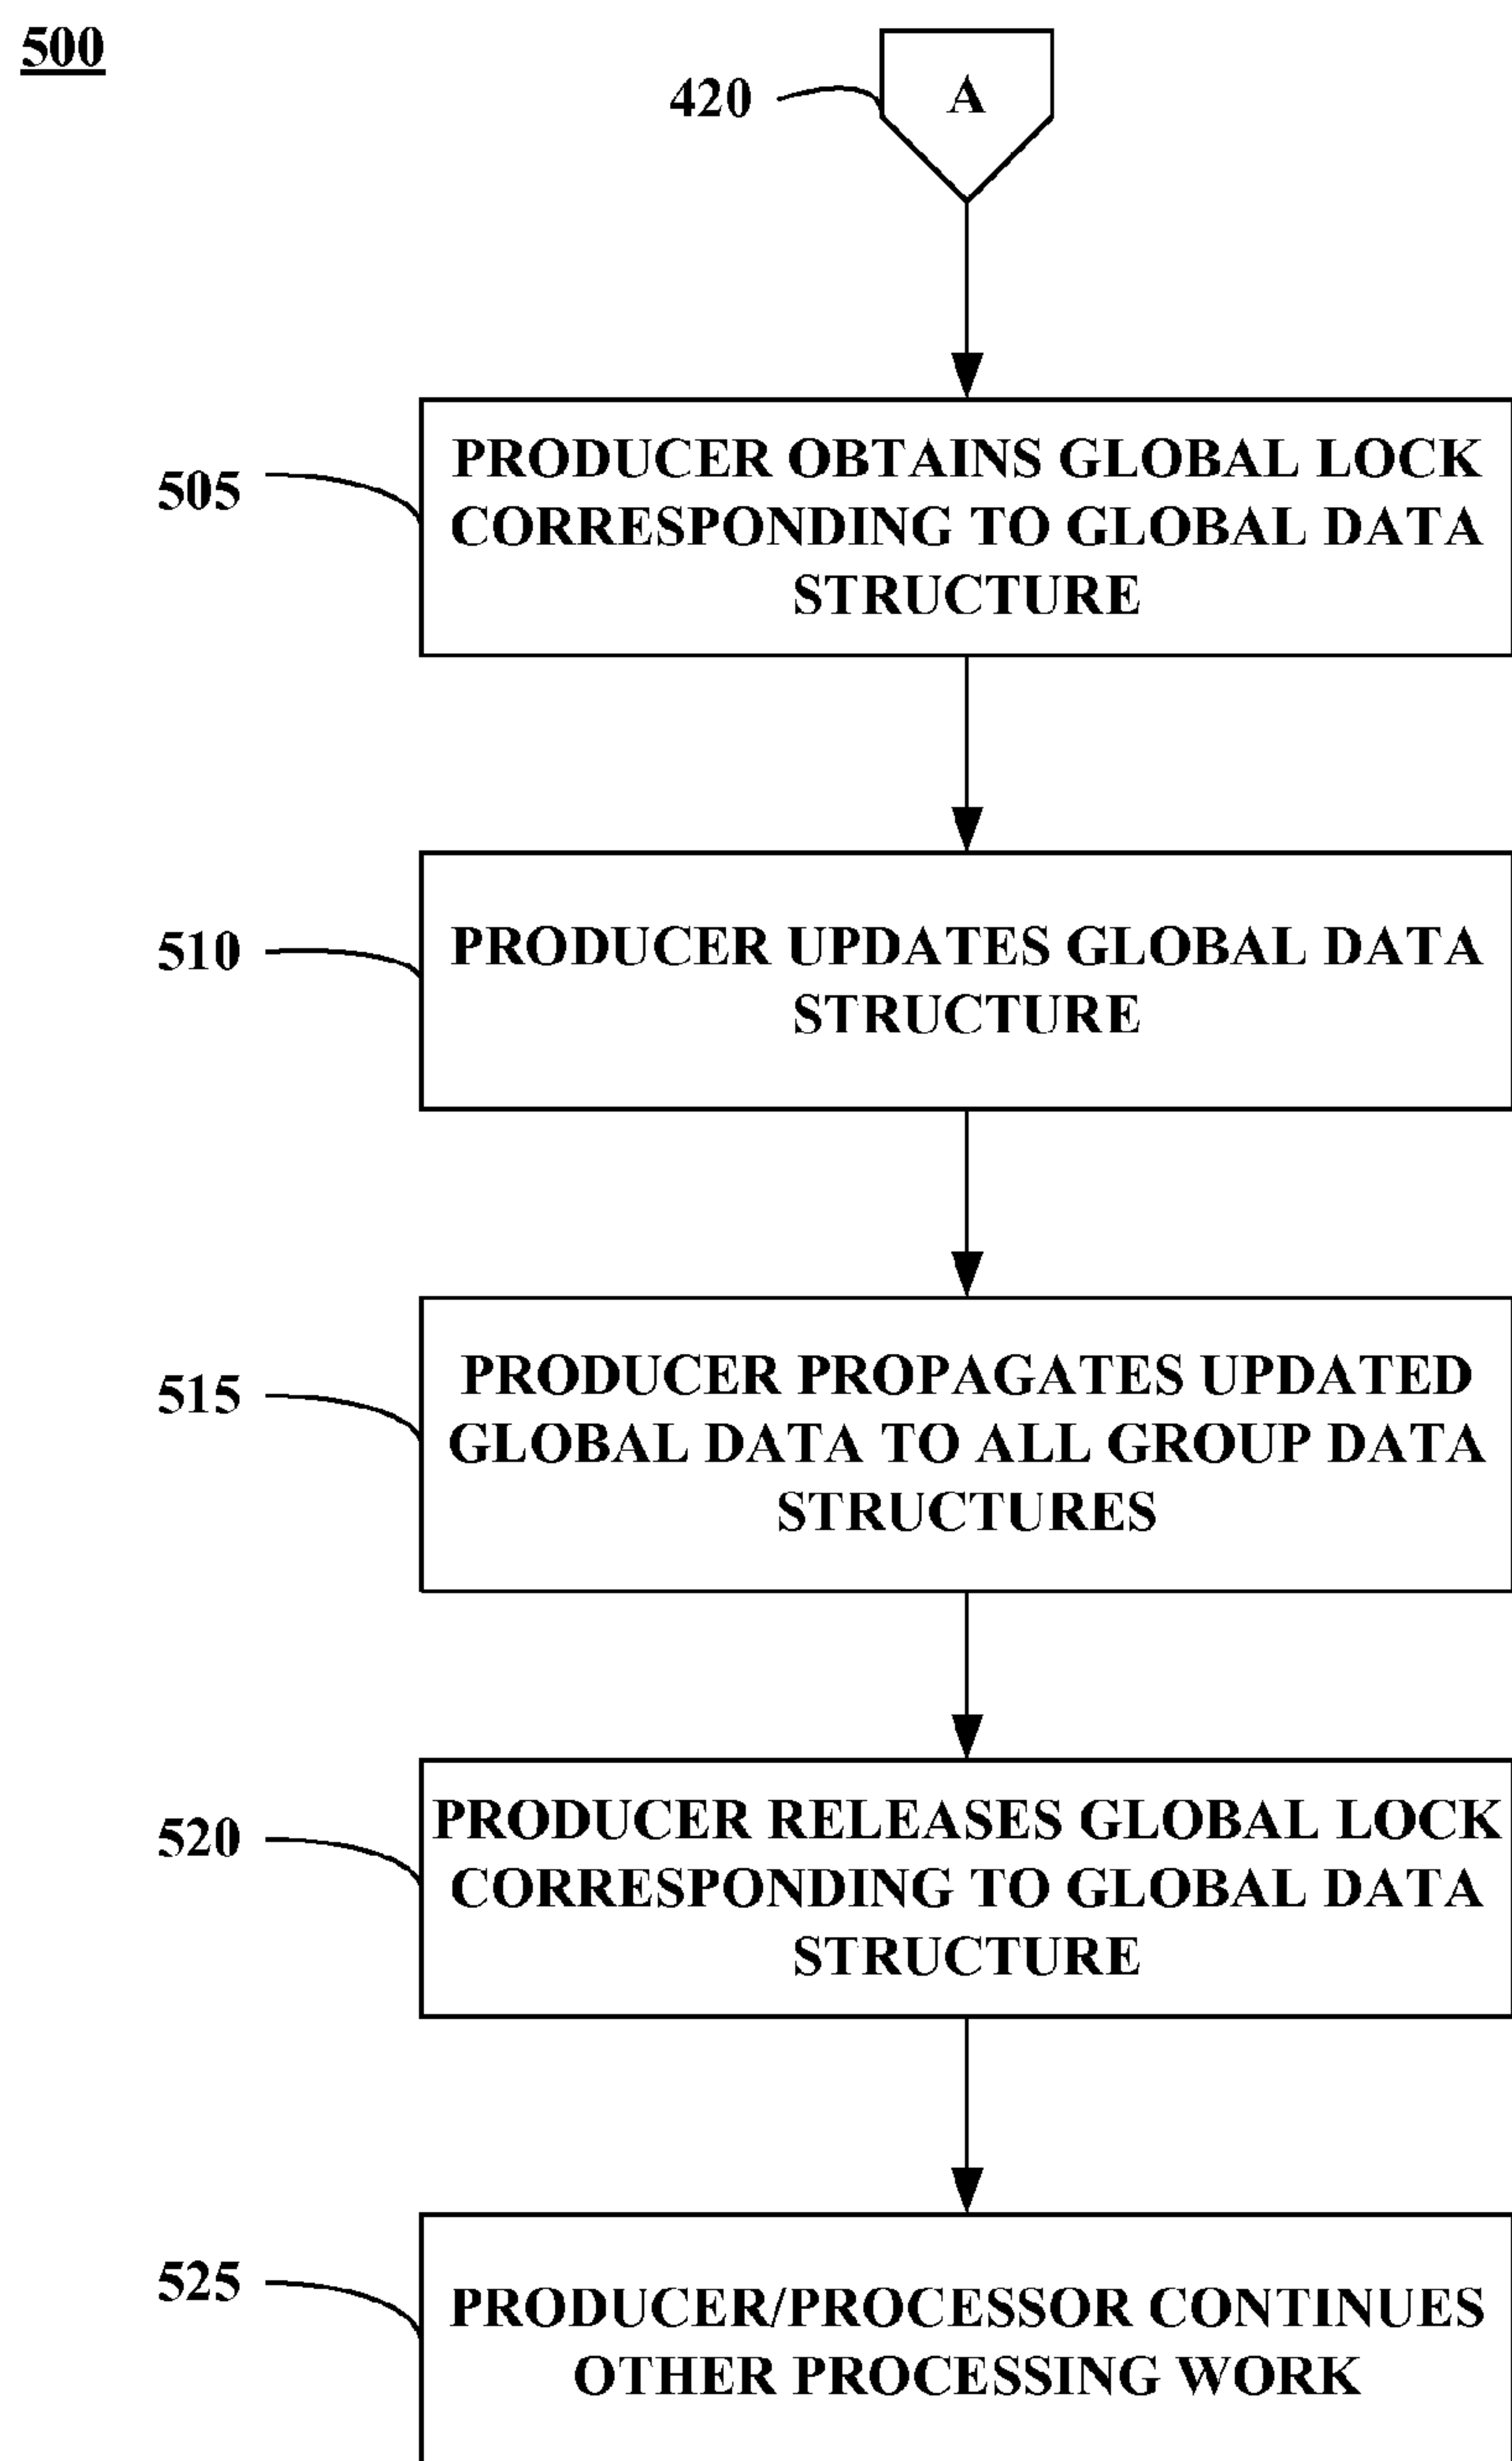 500
420
A
505
PRODUCER OBTAINS GLOBAL LOCK
CORRESPONDING TO GLOBAL DATA
STRUCTURE
510
PRODUCER UPDATES GLOBAL DATA
STRUCTURE
515
PRODUCER PROPAGATES UPDATED
GLOBAL DATA TO ALL GROUP DATA
STRUCTURES
520
PRODUCER RELEASES GLOBAL LOCK
CORRESPONDING TO GLOBAL DATA
STRUCTURE
525
PRODUCER/PROCESSOR CONTINUES
OTHER PROCESSING WORK